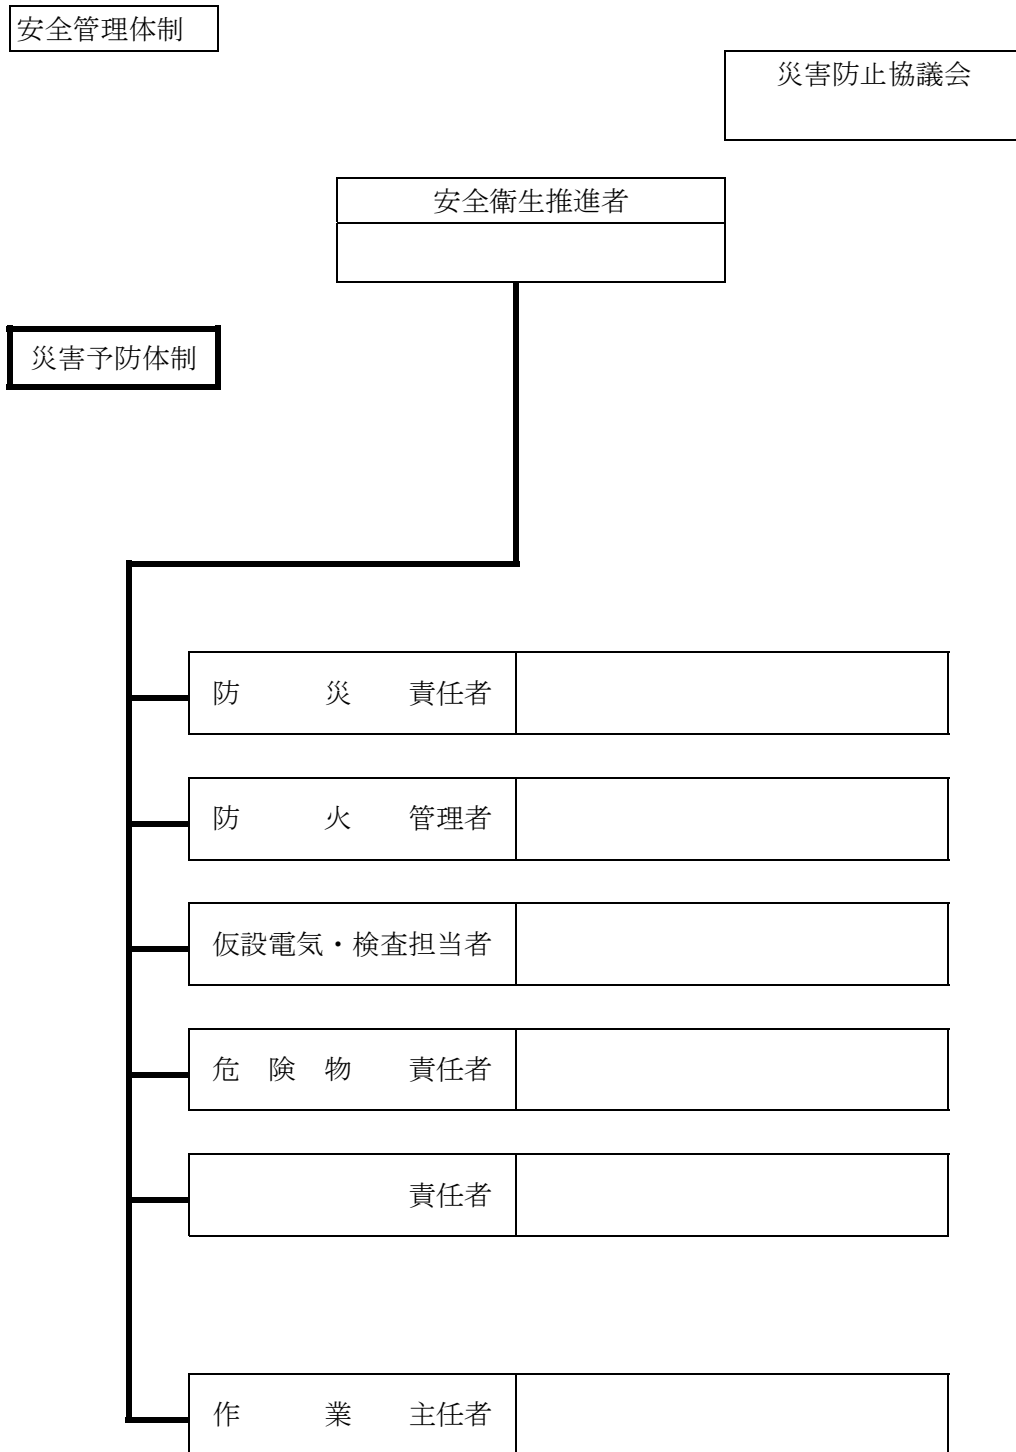 安全管理体制
災害防止協議会
安全衛生推進者
災害予防体制
防　　　災　　責任者
防　　　火　　管理者
仮設電気・検査担当者
危　険　物　　責任者
責任者
作　　　業　　主任者